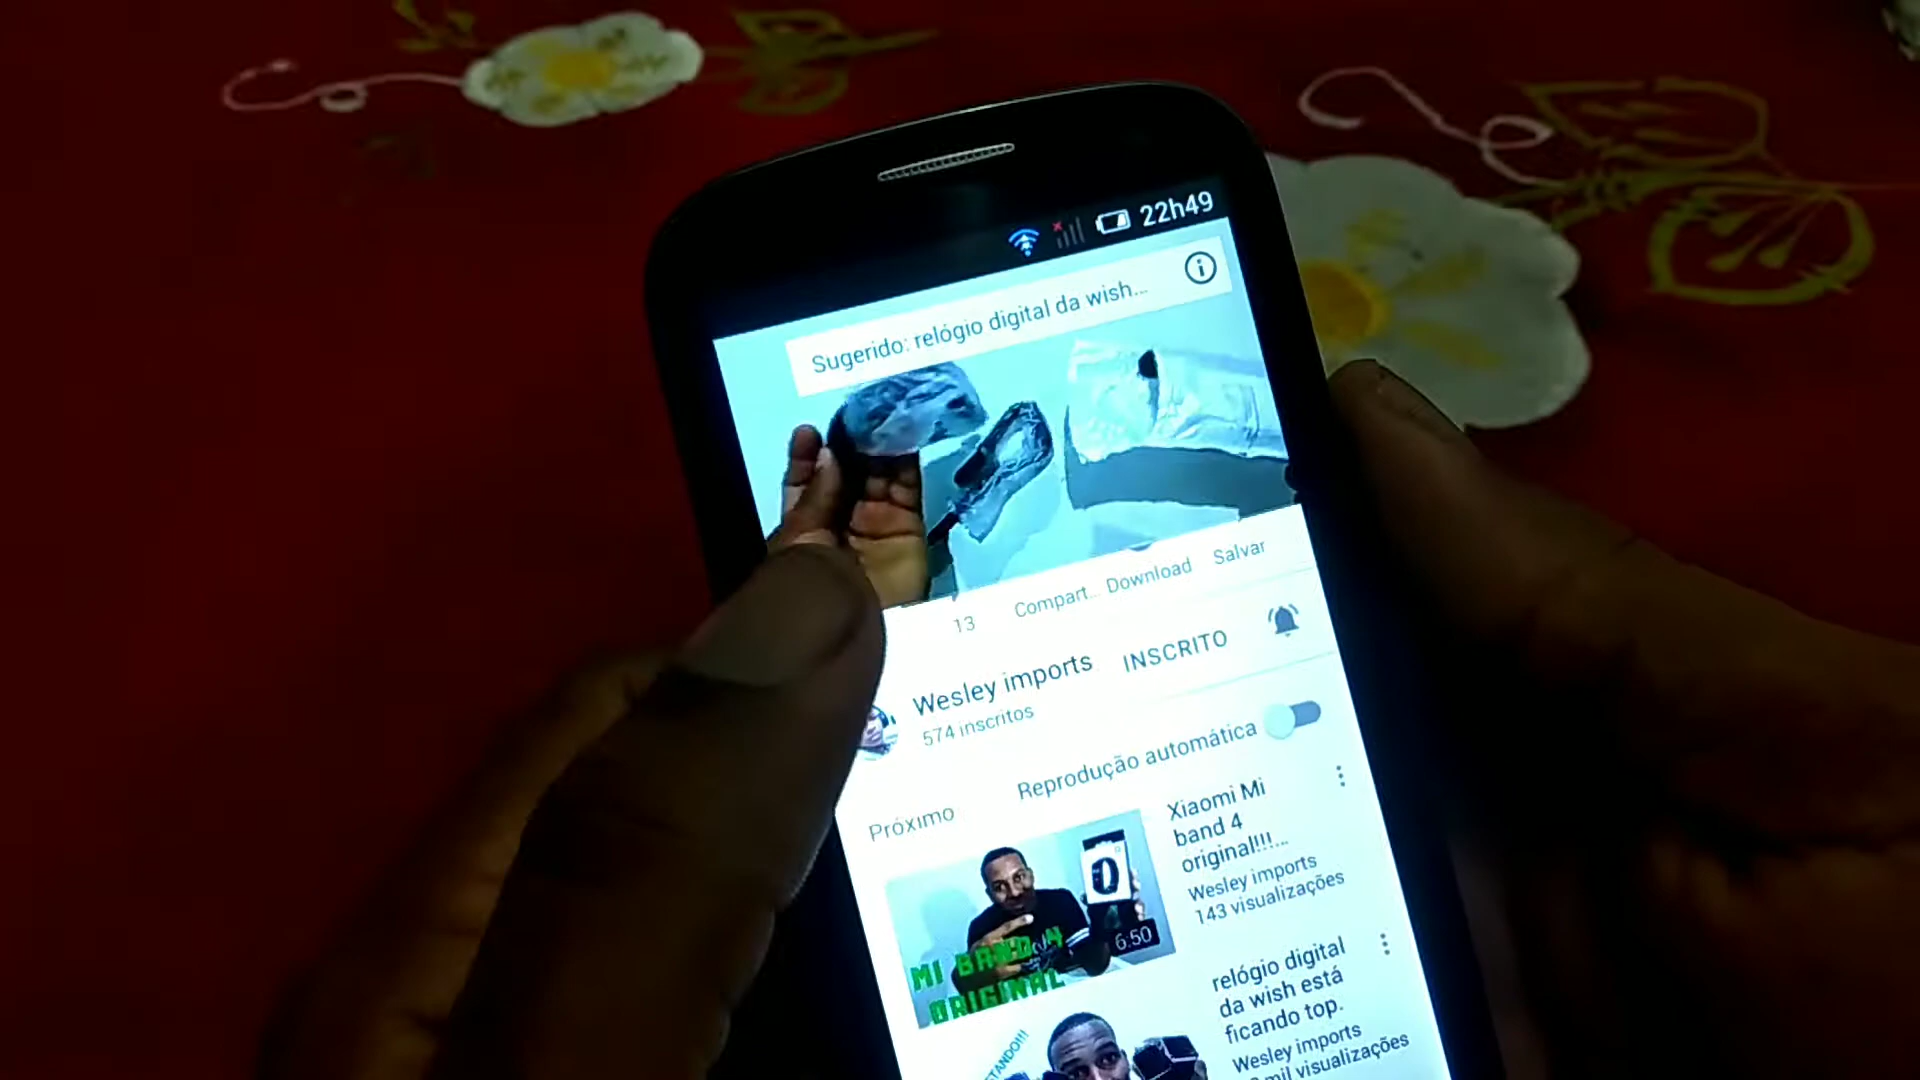 22h49
Sugerido: relógio digital da wish...
13
Compart...
Download
Salvar
Wesley imports
INSCRITO
574 inscritos
Reprodução automática
Próximo
Xiaomi Mi
band 4
original!!!...
Wesley imports
143 visualizações
6:50
MI BAND 4
ORIGINAL
relógio digital
da wish está
ficando top.
Wesley imports
mil visualizações